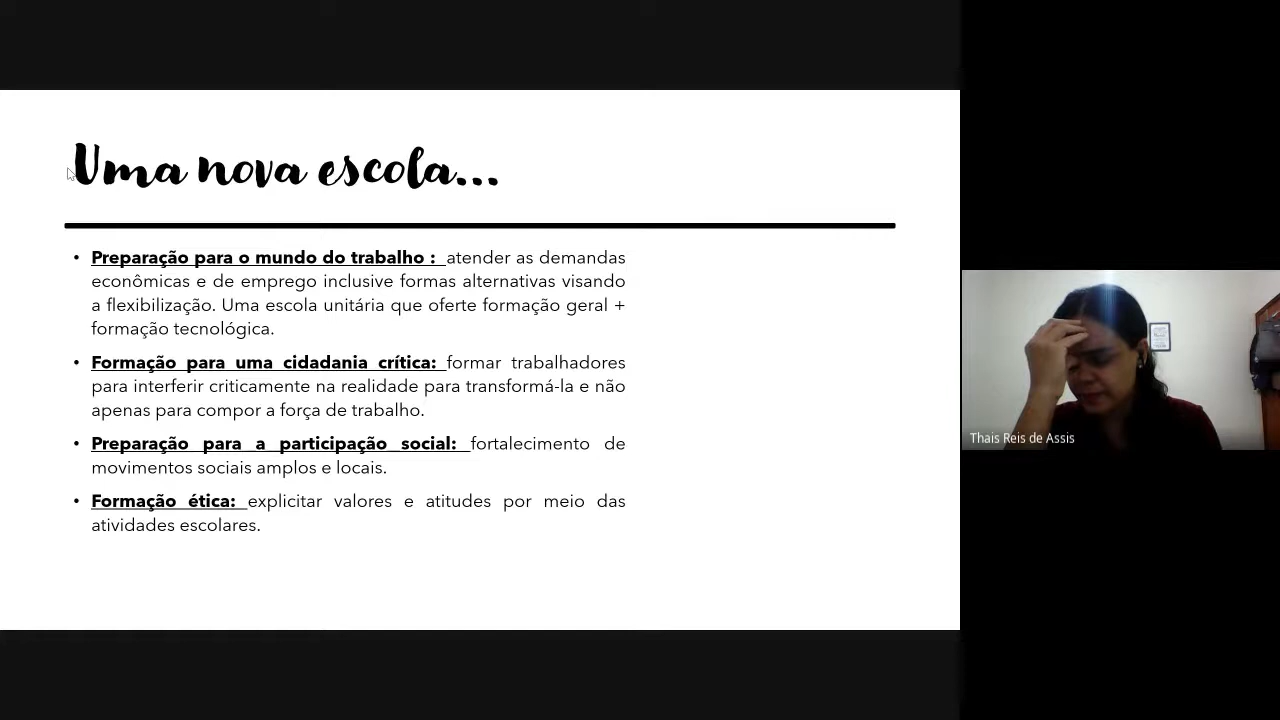 Uma nova escola...
• Preparação para o mundo do trabalho : atender as demandas
econômicas e de emprego inclusive formas alternativas visando
a flexibilização. Uma escola unitária que oferte formação geral +
formação tecnológica.
• Formação para uma cidadania crítica: formar trabalhadores
para interferir criticamente na realidade para transformá-la e não
apenas para compor a força de trabalho.
• Preparação para a participação social: fortalecimento de
movimentos sociais amplos e locais.
• Formação ética: explicitar valores e atitudes por meio das
atividades escolares.
Thais Reis de Assis